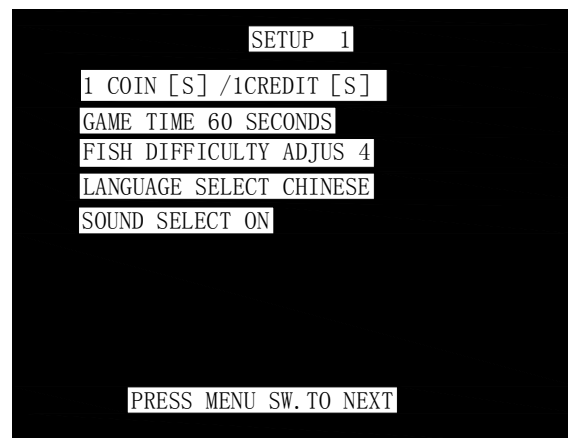 SETUP 1
1 COIN [S] /1CREDIT [S]
GAME TIME 60 SECONDS
FISH DIFFICULTY ADJUS 4
LANGUAGE SELECT CHINESE
SOUND SELECT ON
PRESS MENU SW.TO NEXT